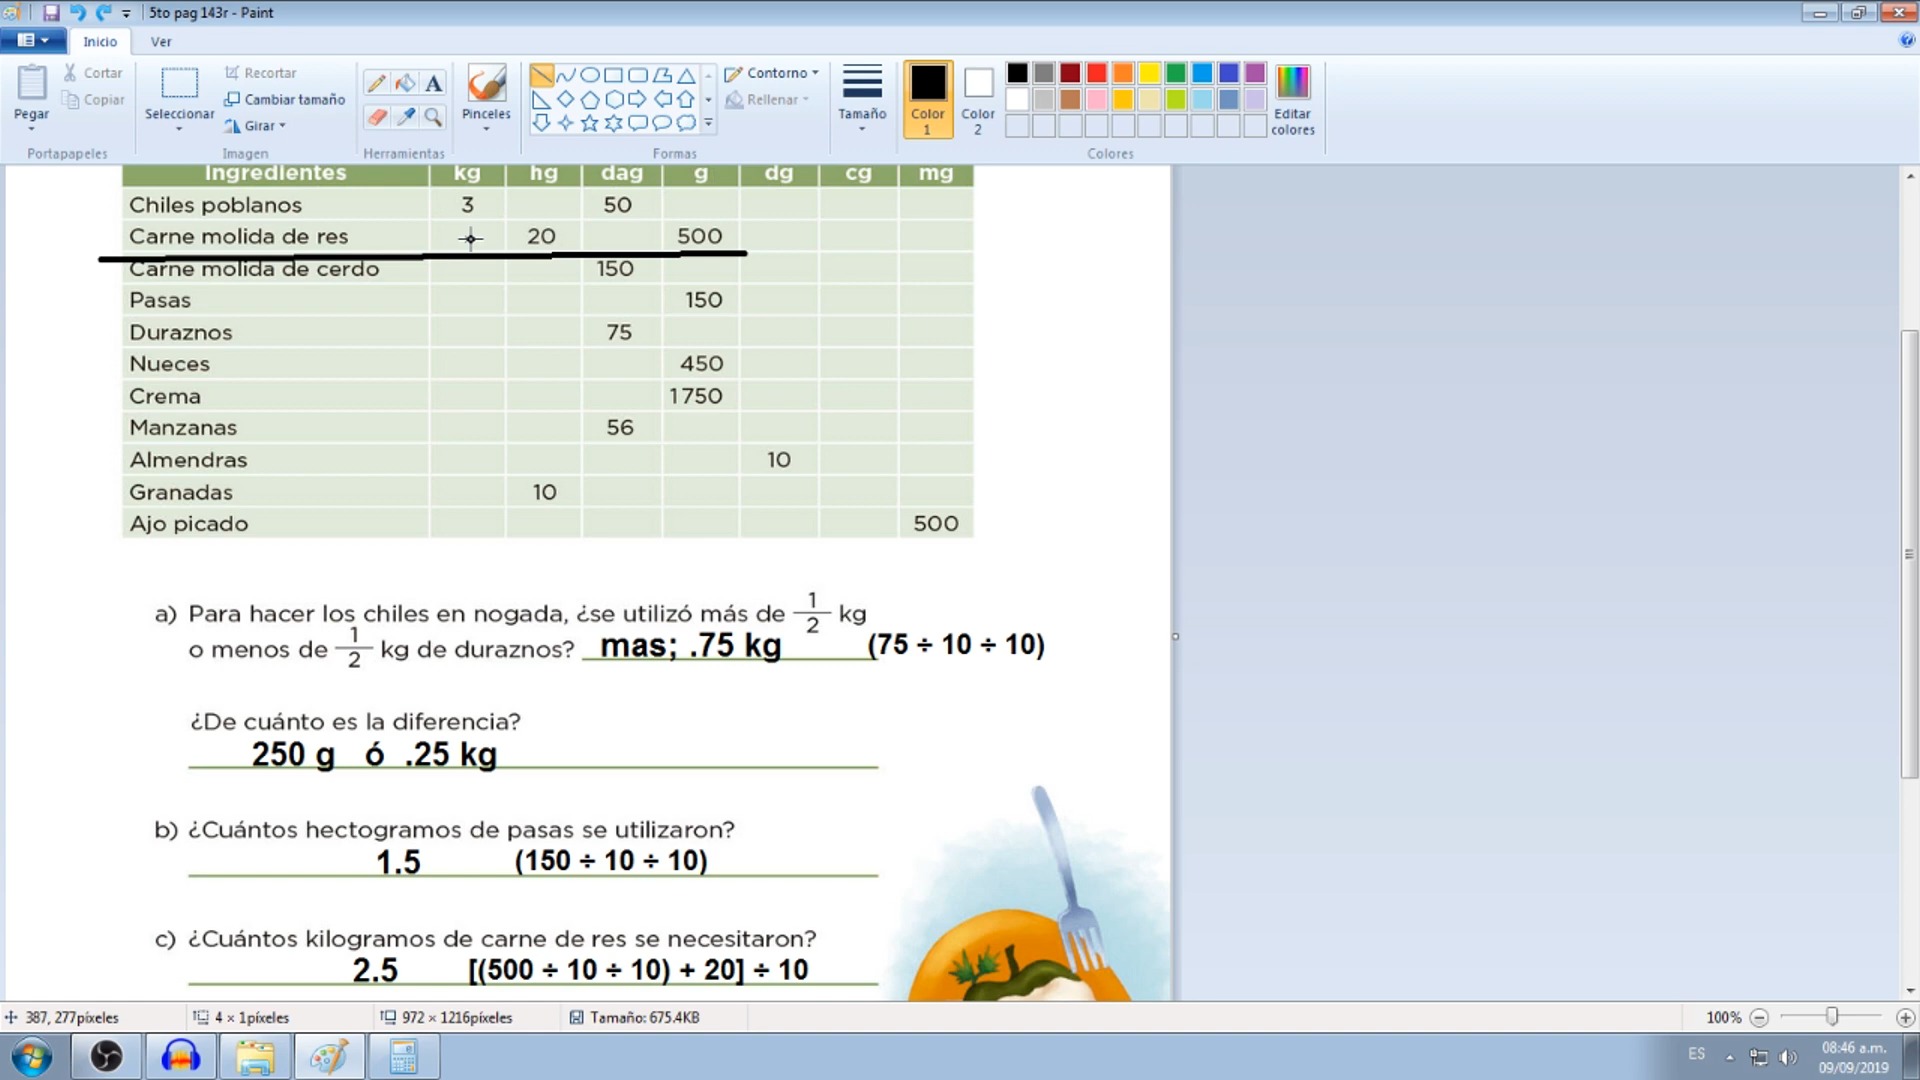 5to pag 143r - Paint
Inicio Ver
Pegar
Cortar
Copiar
Portapapeles
Seleccionar
Recortar
Cambiar tamaño
Girar
Imagen
A
Herramientas
Pinceles
Contorno
Rellenar
Formas
Tamaño
Color 1
Color 2
Editar colores
Colores
Ingredientes kg hg dag g dg cg mg
Chiles poblanos 3 50
Carne molida de res 20 500
Carne molida de cerdo 150
Pasas 150
Duraznos 75
Nueces 450
Crema 1750
Manzanas 56
Almendras 10
Granadas 10
Ajo picado 500
a) Para hacer los chiles en nogada, ¿se utilizó más de 1/2 kg
o menos de 1/2 kg de duraznos? mas; .75 kg (75 ÷ 10 ÷ 10)
¿De cuánto es la diferencia?
250 g ó .25 kg
b) ¿Cuántos hectogramos de pasas se utilizaron?
1.5 (150 ÷ 10 ÷ 10)
c) ¿Cuántos kilogramos de carne de res se necesitaron?
2.5 [(500 ÷ 10 ÷ 10) + 20] ÷ 10
387, 277píxeles 4 × 1píxeles 972 × 1216píxeles Tamaño: 675.4KB 100%
ES 08:46 a.m.
09/09/2019